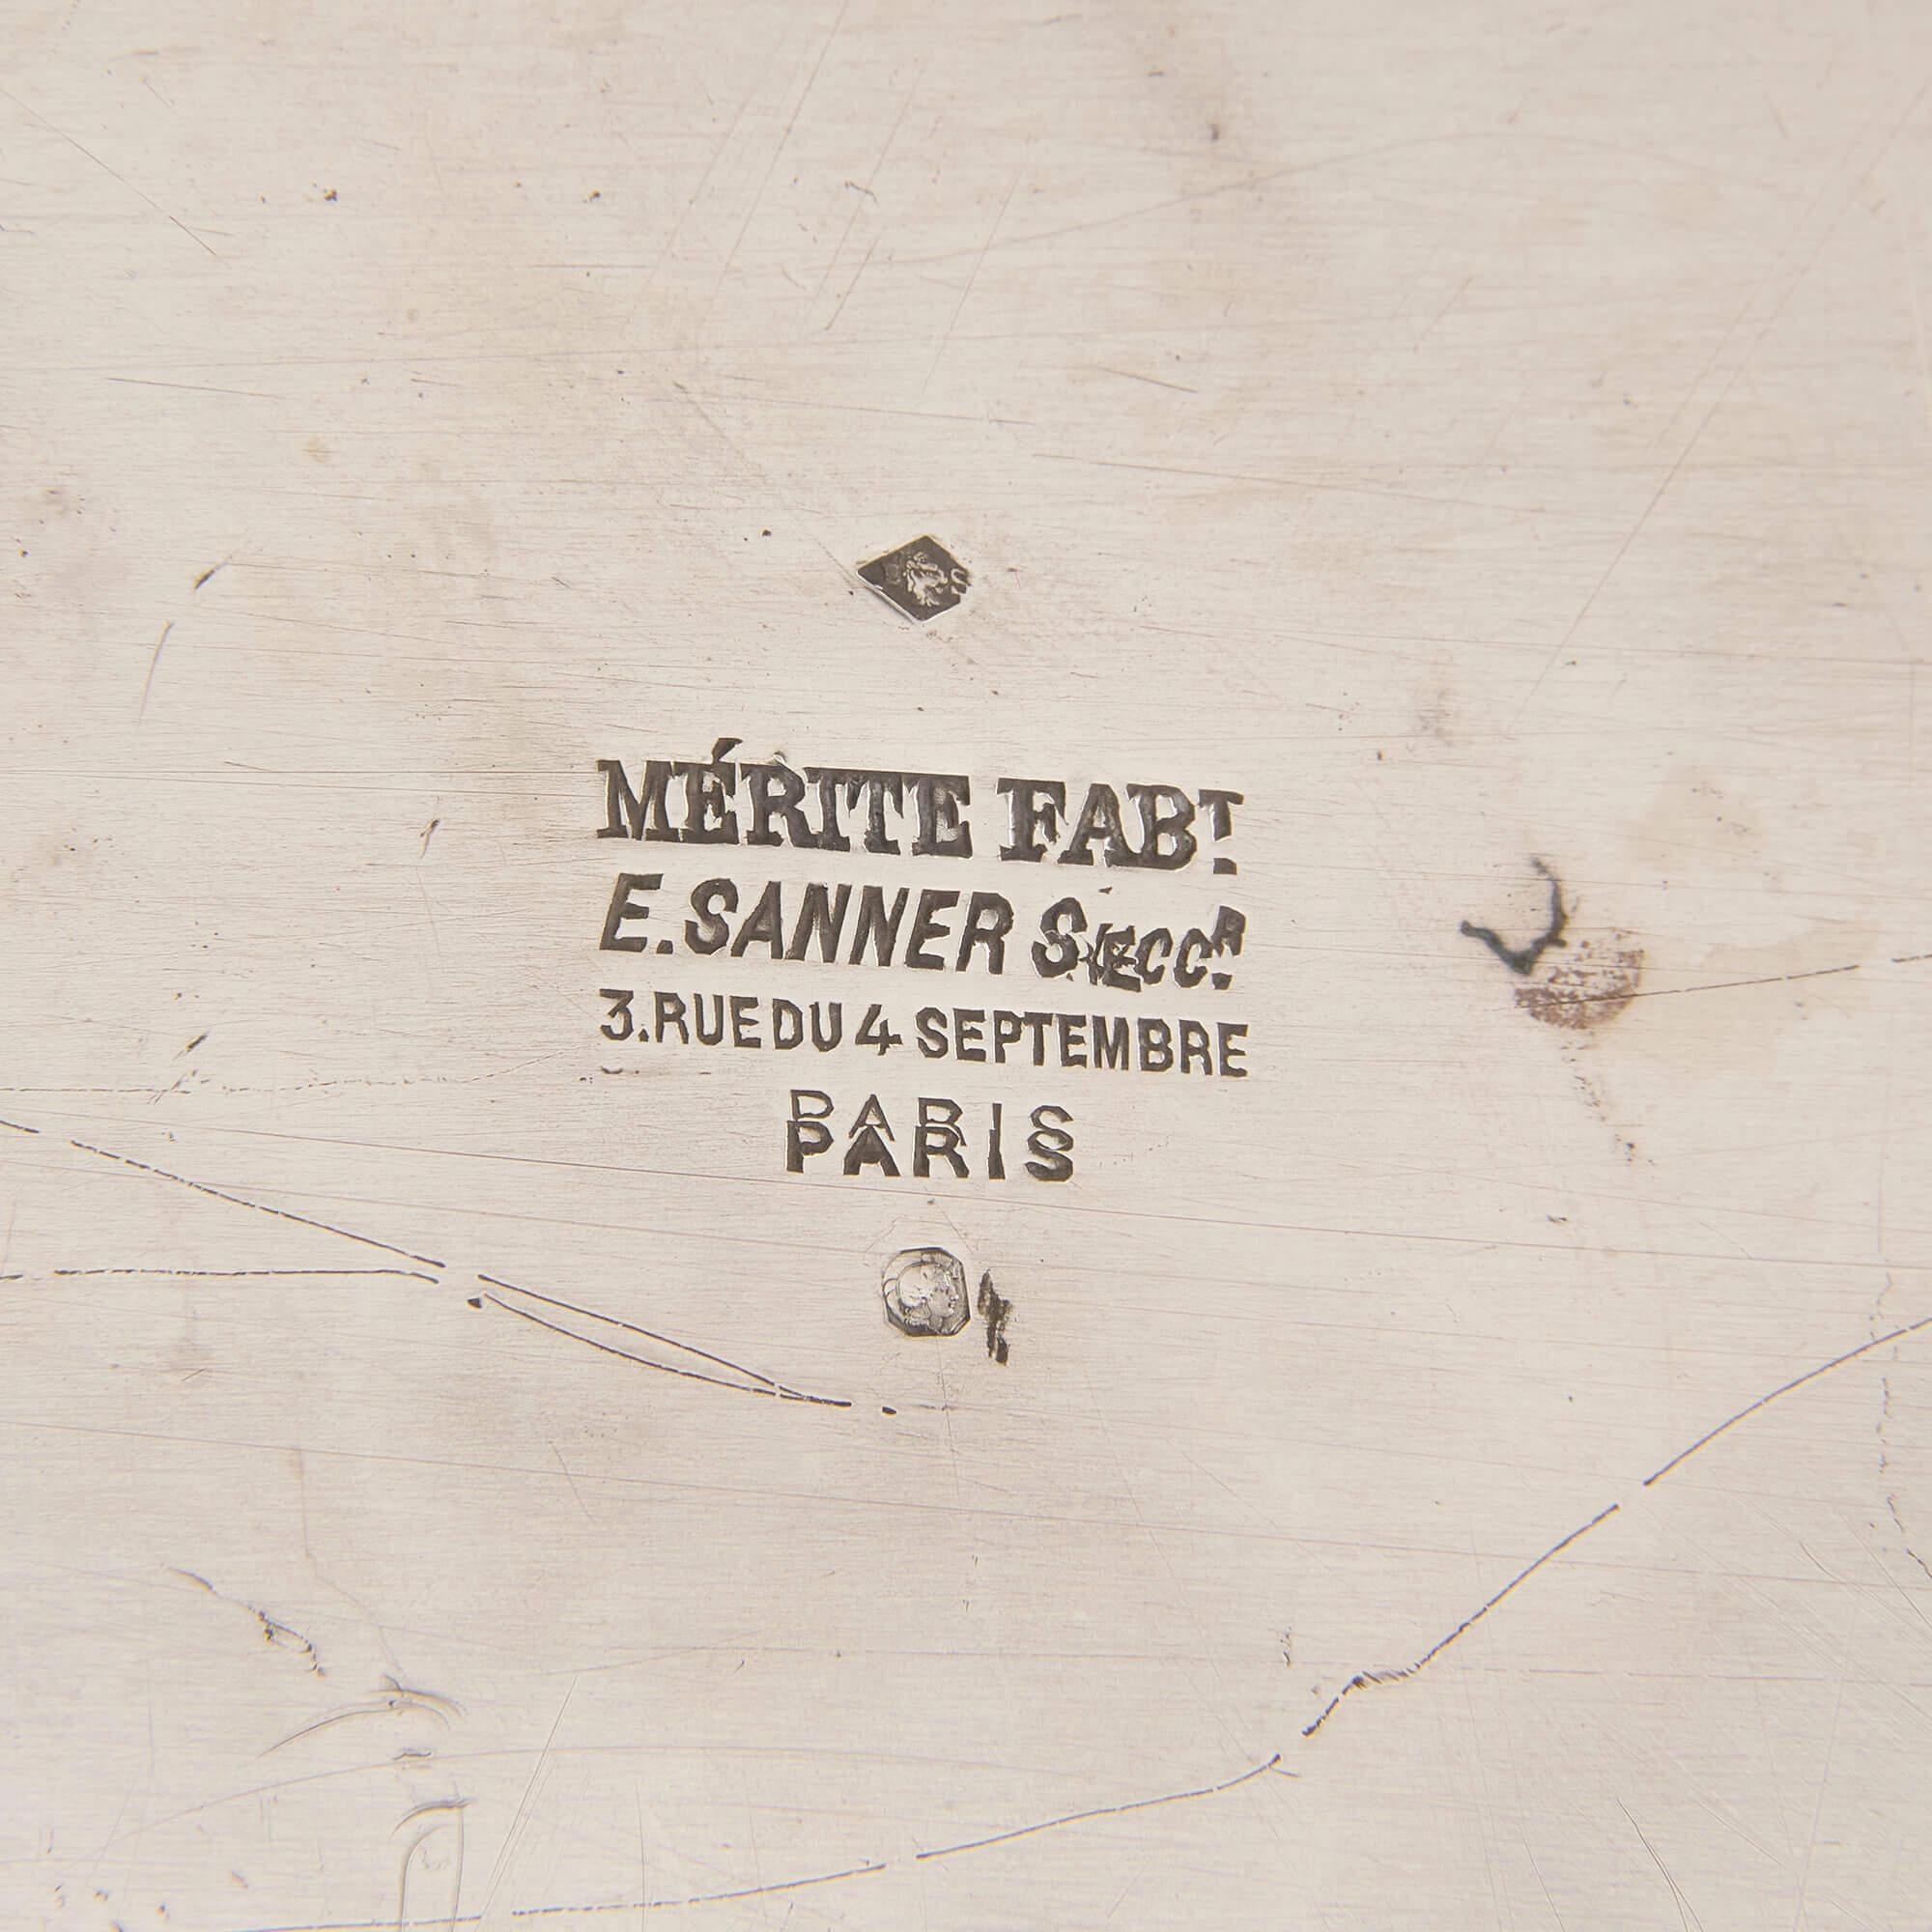 MÉRITE FABT
E. SANNER SUCCR
3. RUE DU 4 SEPTEMBRE
PARIS